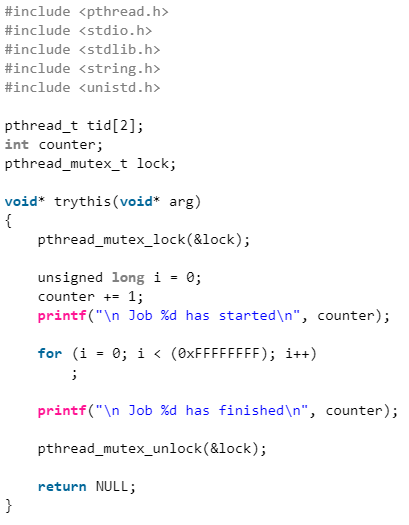 #include <pthread.h>
#include <stdio.h>
#include <stdlib.h>
#include <string.h>
#include <unistd.h>

pthread_t tid[2];
int counter;
pthread_mutex_t lock;

void* trythis(void* arg)
{
    pthread_mutex_lock(&lock);

    unsigned long i = 0;
    counter += 1;
    printf("\n Job %d has started\n", counter);

    for (i = 0; i < (0xFFFFFFFF); i++)
        ;

    printf("\n Job %d has finished\n", counter);

    pthread_mutex_unlock(&lock);

    return NULL;
}